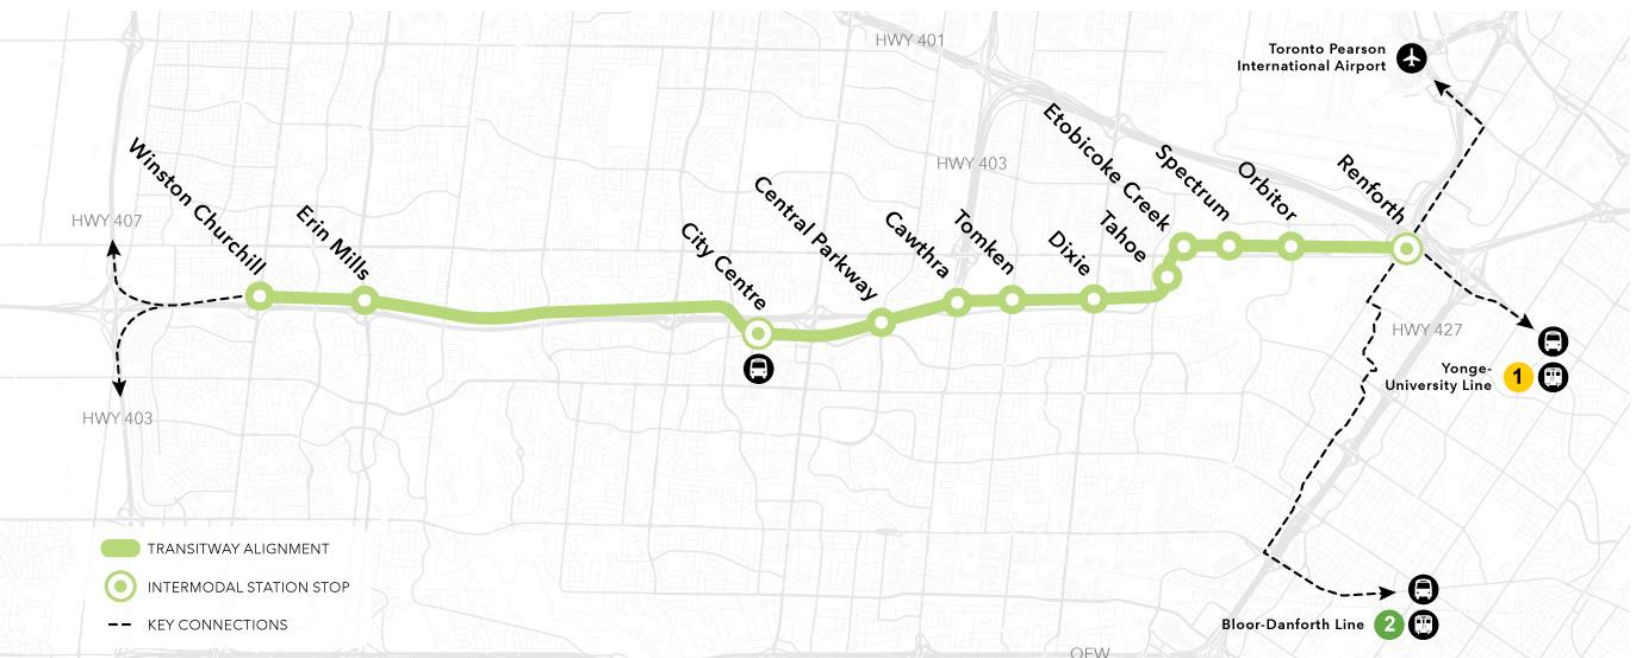 HWY 401
Toronto Pearson
International Airport
HWY 403
Etobicoke Creek
Spectrum
Orbitor
Renforth
Winston Churchill
Erin Mills
City Centre
Central Parkway
Cawthra
Tomken
Dixie
Tahoe
HWY 407
HWY 427
Yonge-
University Line 1
HWY 403
TRANSITWAY ALIGNMENT
INTERMODAL STATION STOP
KEY CONNECTIONS
Bloor-Danforth Line 2
QEW